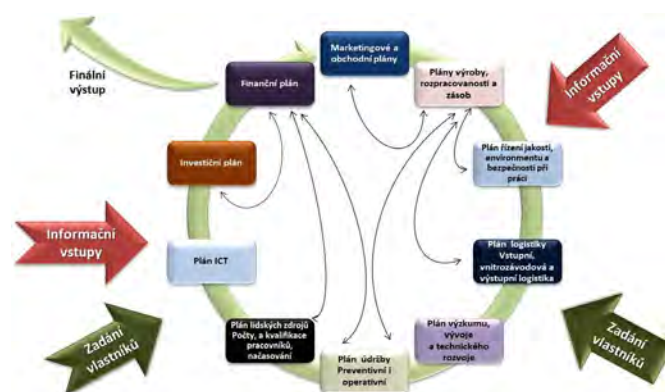 Marketingové a
obchodní plány
Finální
výstup
Finanční plán
Plány výroby,
rozpracovanosti a
zásob
Informační
vstupy
Plán řízení jakosti,
environmentu a
bezpečnosti při
práci
Investiční plán
Informační
vstupy
Plán ICT
Plán logistiky
Vstupní,
vnitrozávodová a
výstupní logistika
Zadání
vlastníků
Plán lidských zdrojů
Počty, a kvalifikace
pracovníků,
načasování
Plán údržby
Preventivní i
operativní
Plán výzkumu,
vývoje
a technického
rozvoje
Zadání
vlastníků